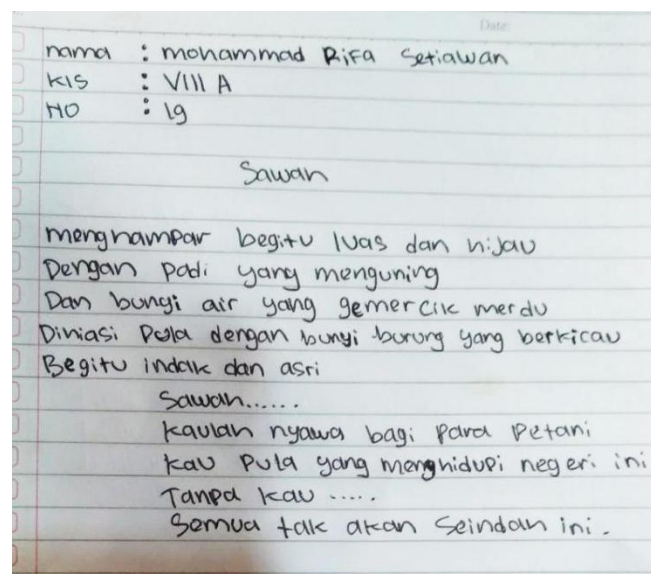 Date:
nama : mohammad Rifa Setiawan
Kls : VIII A
NO : 19
Sawah
menghampar begitu luas dan hijau
Dengan padi yang menguning
Dan bunyi air yang gemercik merdu
Dihiasi pula dengan bunyi burung yang berkicau
Begitu indah dan asri
Sawah......
Kaulah nyawa bagi para petani
Kau pula yang menghidupi negeri ini
Tanpa kau .....
Semua tak akan seindah ini.